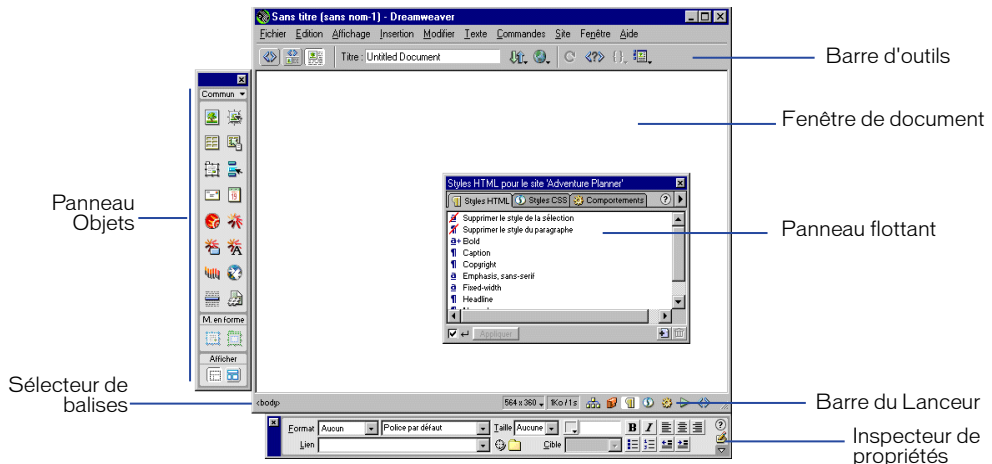 Sans titre (sans nom-1) - Dreamweaver
Fichier Edition Affichage Insertion Modifier Texte Commandes Site Fenêtre Aide
Titre : Untitled Document
Barre d'outils
Commun
Fenêtre de document
Styles HTML pour le site 'Adventure Planner'
Styles HTML Styles CSS Comportements ?
Supprimer le style de la sélection
Supprimer le style du paragraphe
a+ Bold
¶ Caption
¶ Copyright
a Emphasis, sans-serif
a Fixed-width
¶ Headline
Appliquer
Panneau flottant
Panneau
Objets
M. en forme
Afficher
Sélecteur de
balises
<body>
564 x 360 1Ko / 1 s
Barre du Lanceur
Format Aucun Police par défaut Taille Aucune B I ?
Lien Cible
Inspecteur de
propriétés